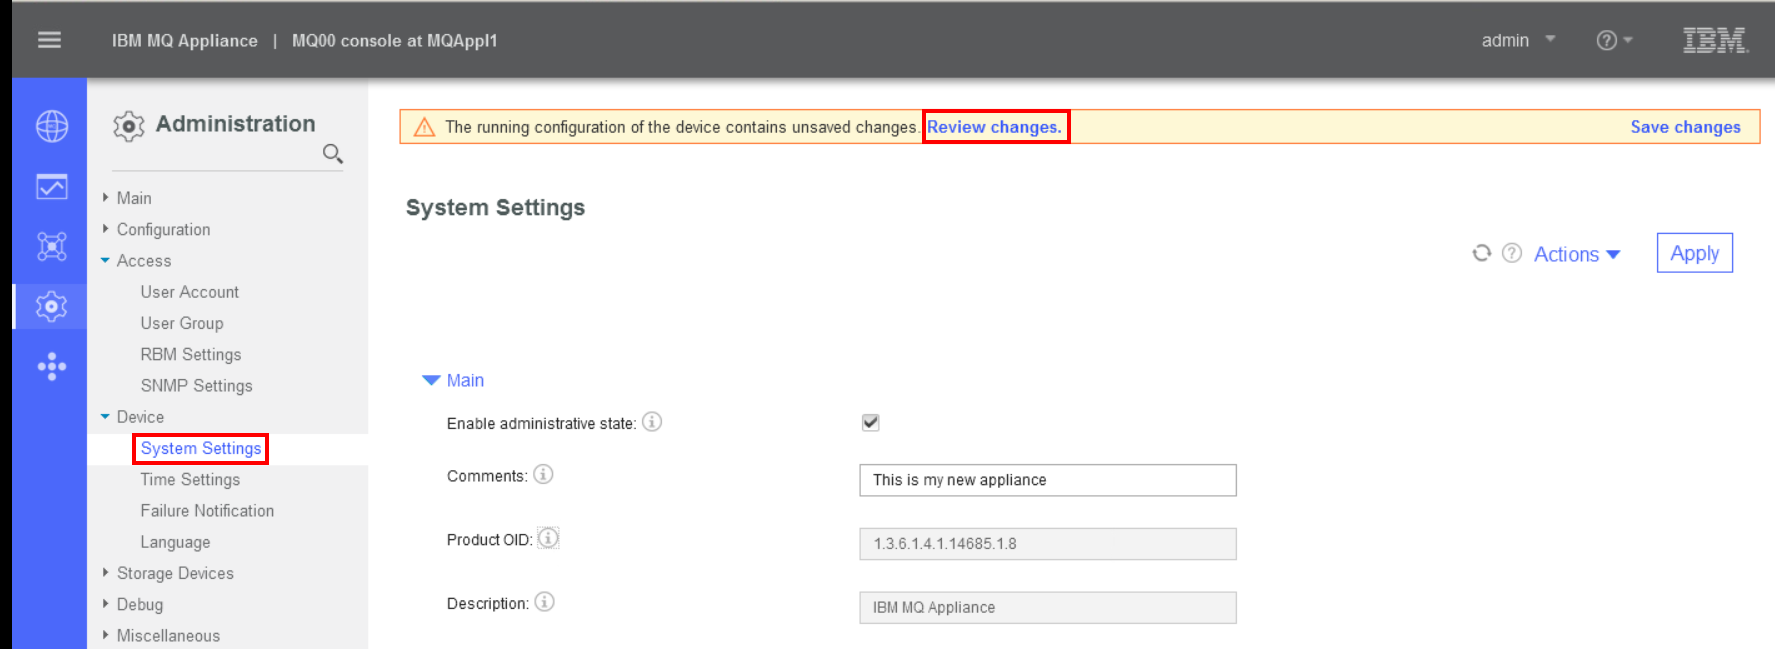 IBM MQ Appliance | MQ00 console at MQAppl1
admin
IBM
Administration
The running configuration of the device contains unsaved changes. Review changes. Save changes
Main
Configuration
Access
User Account
User Group
RBM Settings
SNMP Settings
Device
System Settings
Time Settings
Failure Notification
Language
Storage Devices
Debug
Miscellaneous
System Settings
? Actions Apply
Main
Enable administrative state:
Comments: This is my new appliance
Product OID: 1.3.6.1.4.1.14685.1.8
Description: IBM MQ Appliance